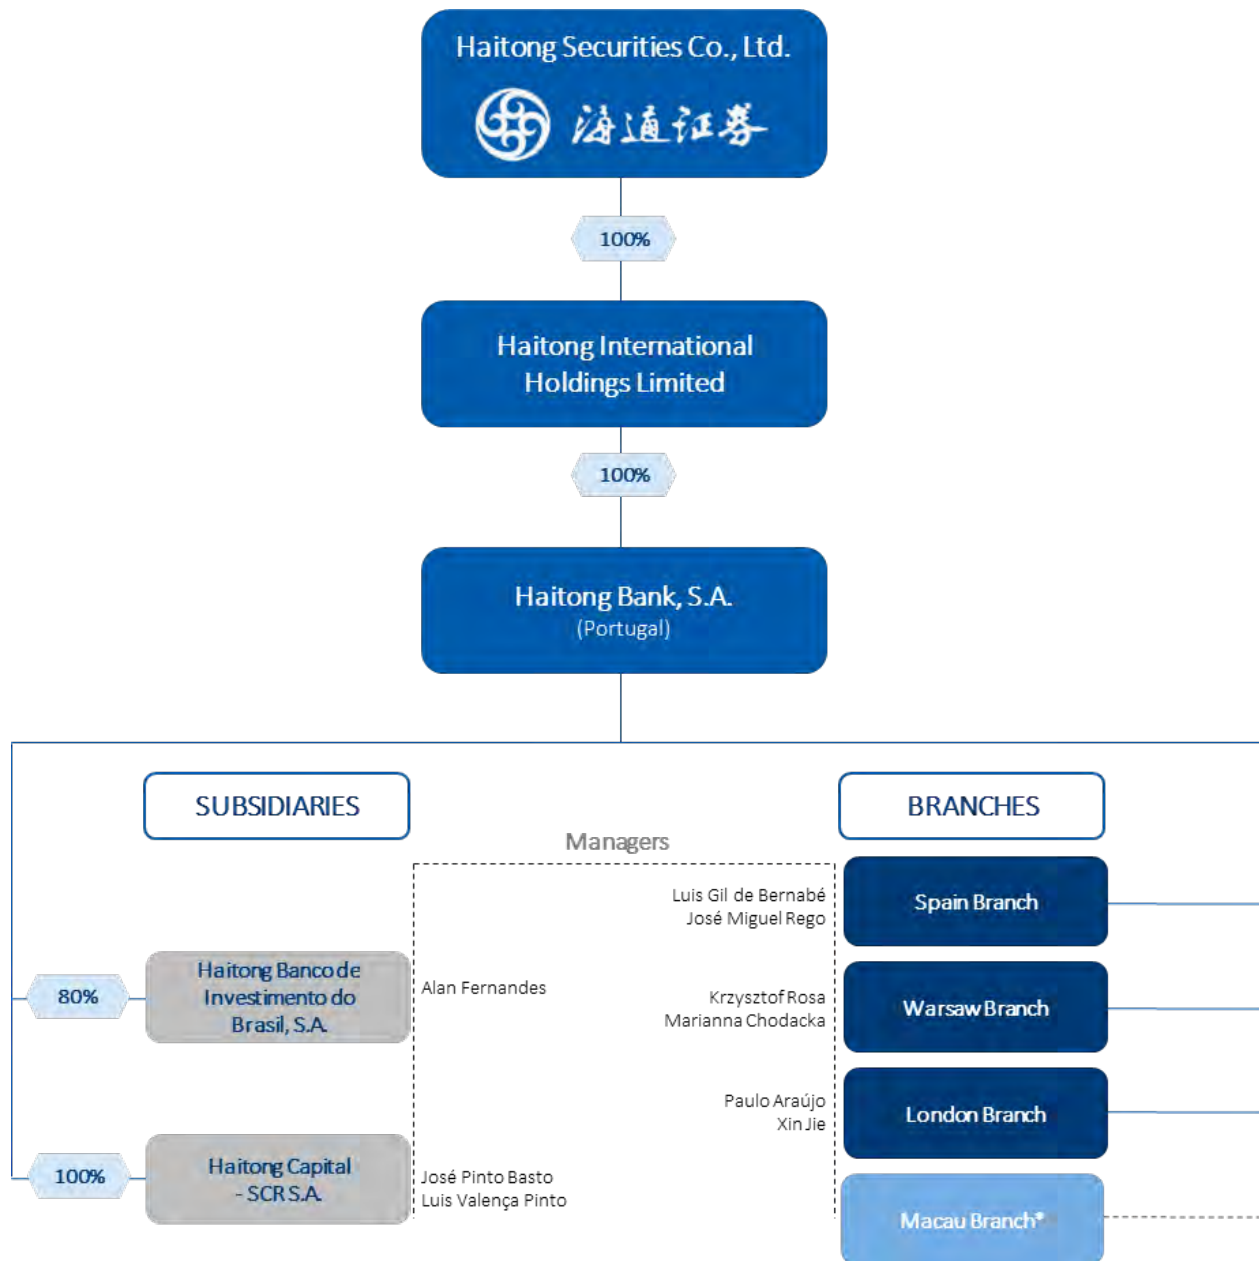 Haitong Securities Co., Ltd.
海通证券
100%
Haitong International
Holdings Limited
100%
Haitong Bank, S.A.
(Portugal)
SUBSIDIARIES
BRANCHES
Managers
Luis Gil de Bernabé
José Miguel Rego
Spain Branch
80%
Haitong Banco de
Investimento do
Brasil, S.A.
Alan Fernandes
Krzysztof Rosa
Marianna Chodacka
Warsaw Branch
Paulo Araújo
Xin Jie
London Branch
100%
Haitong Capital
- SCR S.A.
José Pinto Basto
Luis Valença Pinto
Macau Branch*